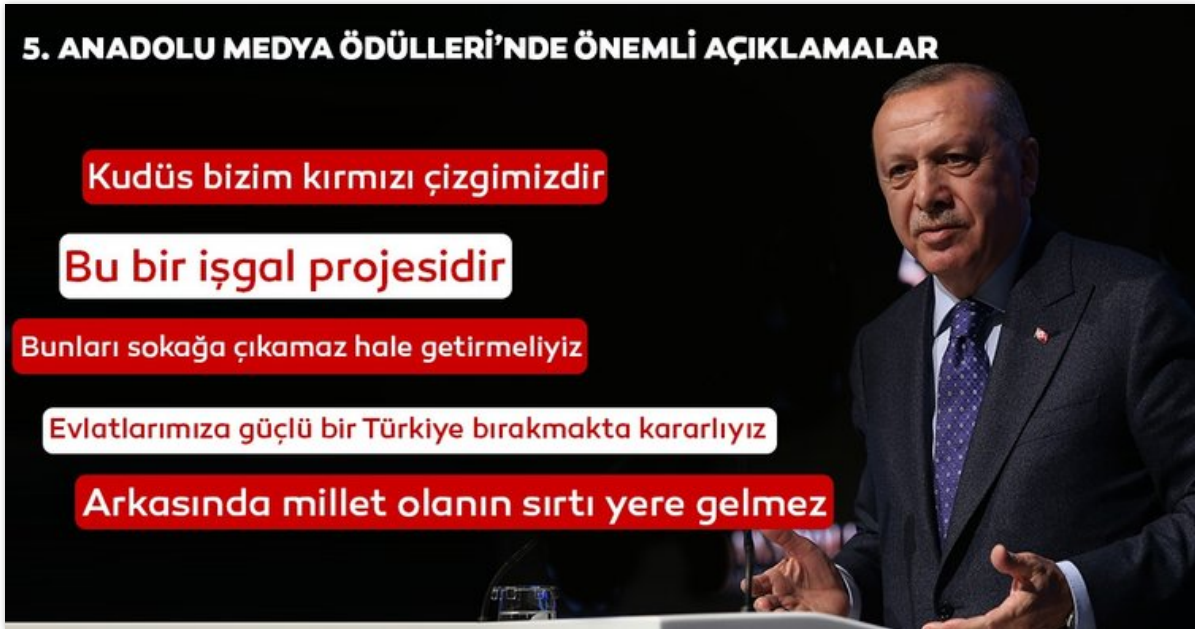 5. ANADOLU MEDYA ÖDÜLLERİ’NDE ÖNEMLİ AÇIKLAMALAR
Kudüs bizim kırmızı çizgimizdir
Bu bir işgal projesidir
Bunları sokağa çıkamaz hale getirmeliyiz
Evlatlarımıza güçlü bir Türkiye bırakmakta kararlıyız
Arkasında millet olanın sırtı yere gelmez